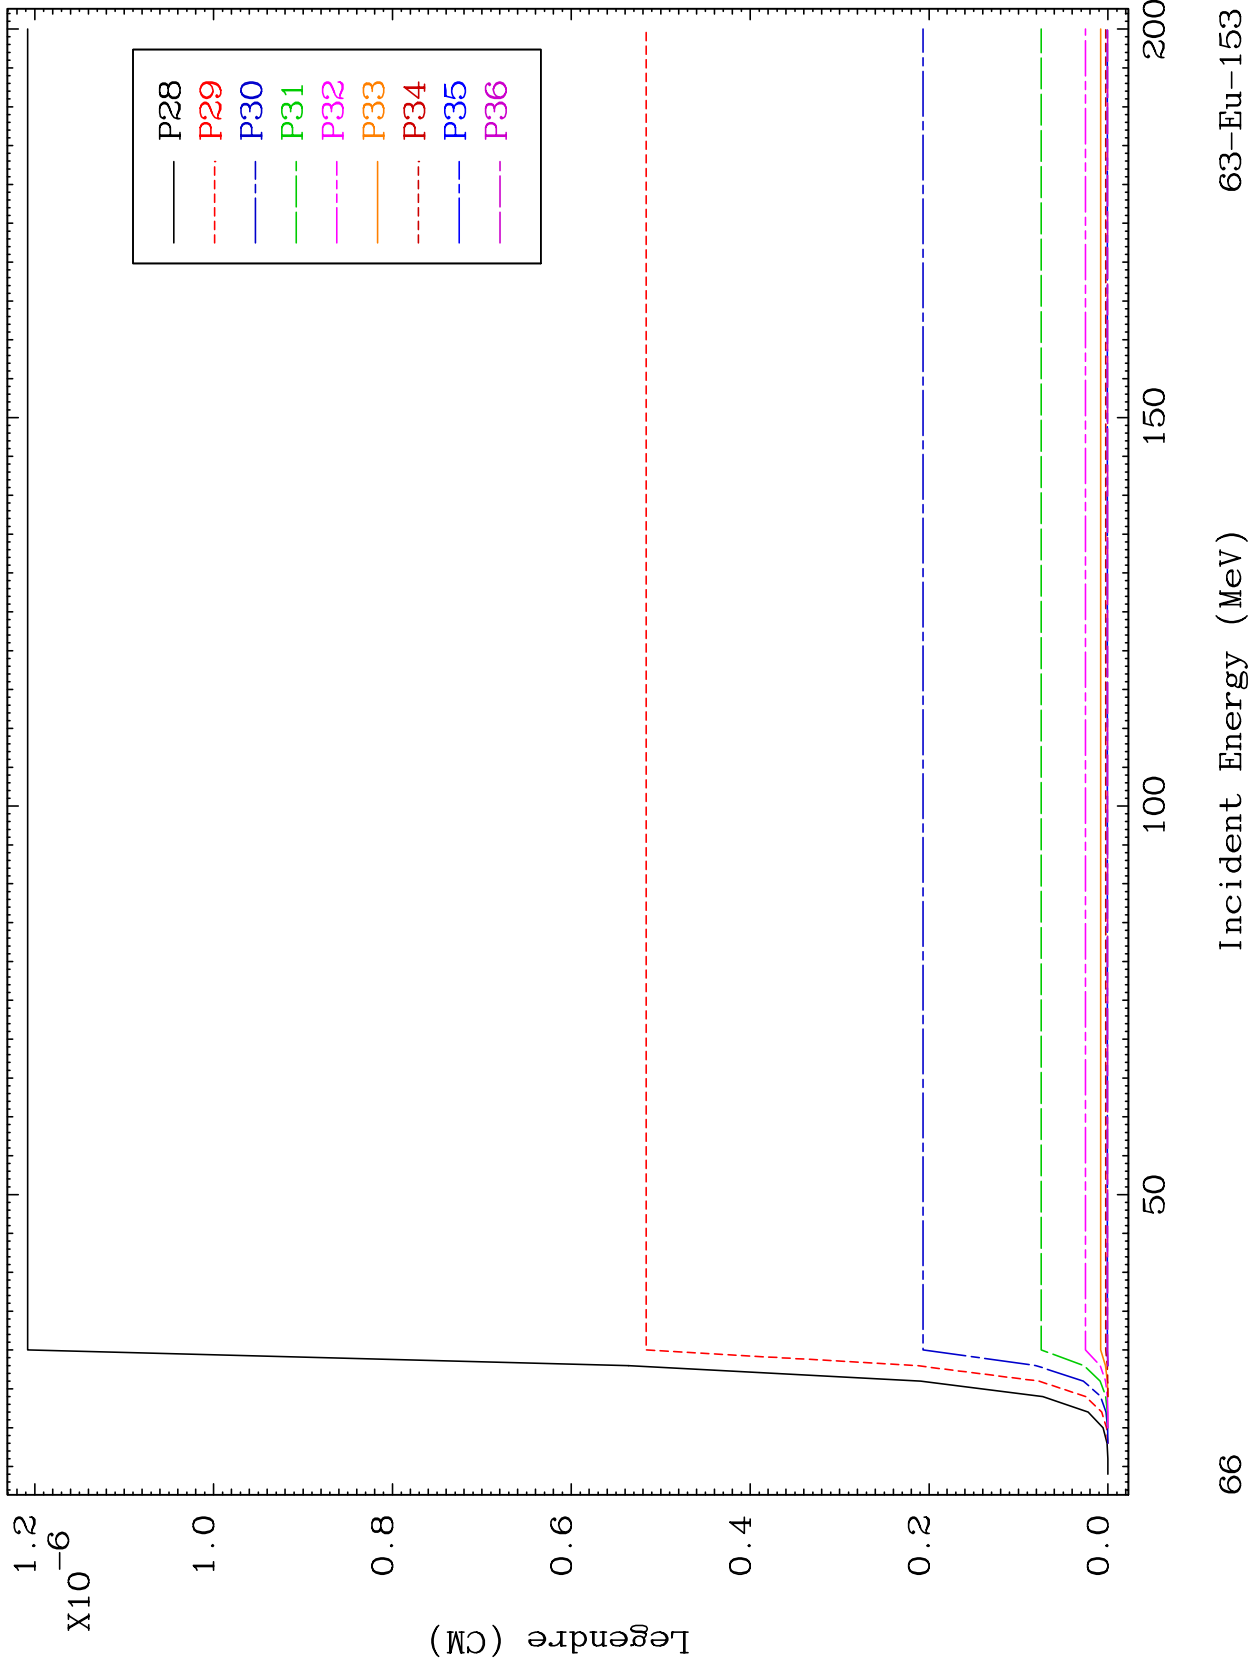 1.2
X10-6
1.0
0.8
0.6
0.4
0.2
0.0
Legendre (CM)
P28
P29
P30
P31
P32
P33
P34
P35
P36
50
100
150
200
Incident Energy (MeV)
66
63-Eu-153